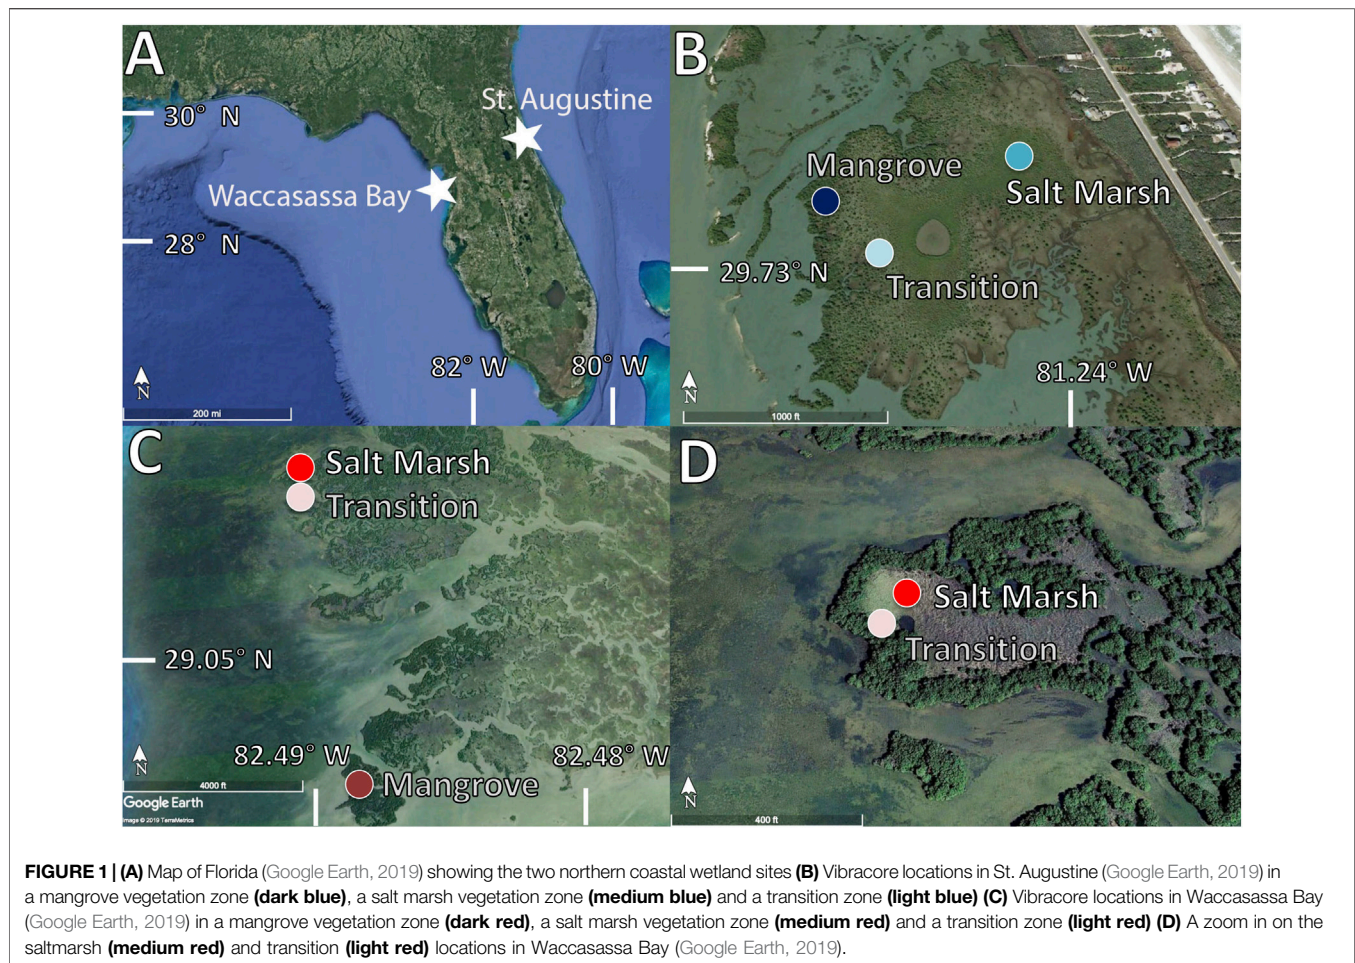 A
St. Augustine
30° N
Waccasassa Bay
28° N
82° W
80° W
N
200 mi
B
Mangrove
Salt Marsh
29.73° N
Transition
81.24° W
N
1000 ft
C
Salt Marsh
Transition
29.05° N
82.49° W
82.48° W
N
Mangrove
4000 ft
Google Earth
Image © 2019 TerraMetrics
D
Salt Marsh
Transition
N
400 ft
FIGURE 1 | (A) Map of Florida (Google Earth, 2019) showing the two northern coastal wetland sites (B) Vibracore locations in St. Augustine (Google Earth, 2019) in
a mangrove vegetation zone (dark blue), a salt marsh vegetation zone (medium blue) and a transition zone (light blue) (C) Vibracore locations in Waccasassa Bay
(Google Earth, 2019) in a mangrove vegetation zone (dark red), a salt marsh vegetation zone (medium red) and a transition zone (light red) (D) A zoom in on the
saltmarsh (medium red) and transition (light red) locations in Waccasassa Bay (Google Earth, 2019).